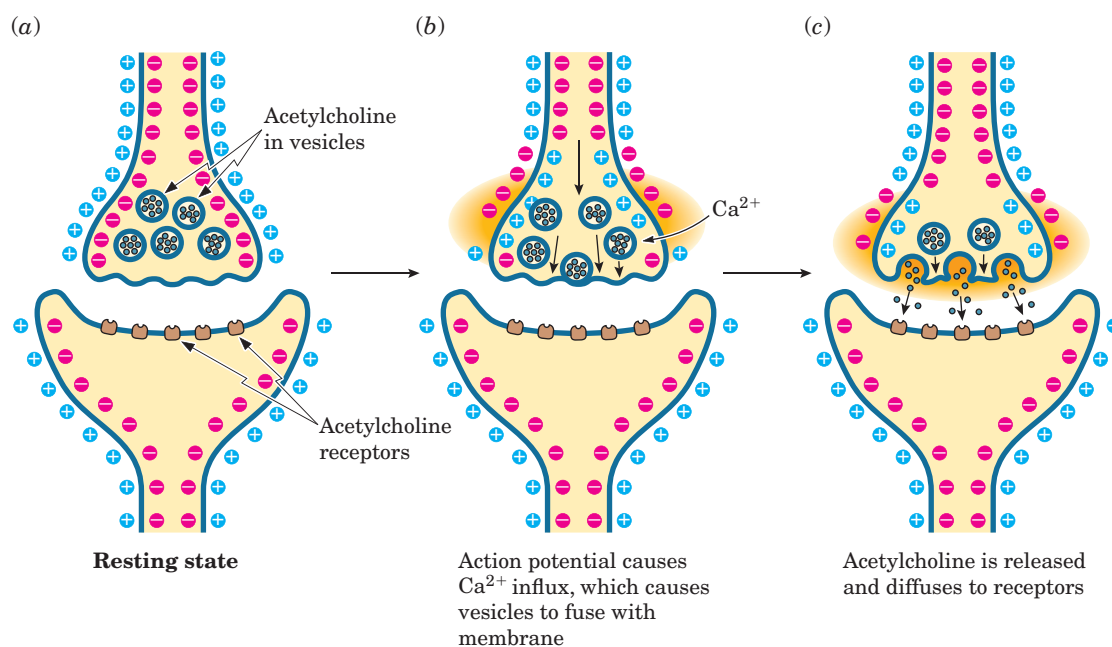 (a)
(b)
(c)
Acetylcholine
in vesicles
Ca²⁺
Acetylcholine
receptors
Resting state
Action potential causes
Ca²⁺ influx, which causes
vesicles to fuse with
membrane
Acetylcholine is released
and diffuses to receptors